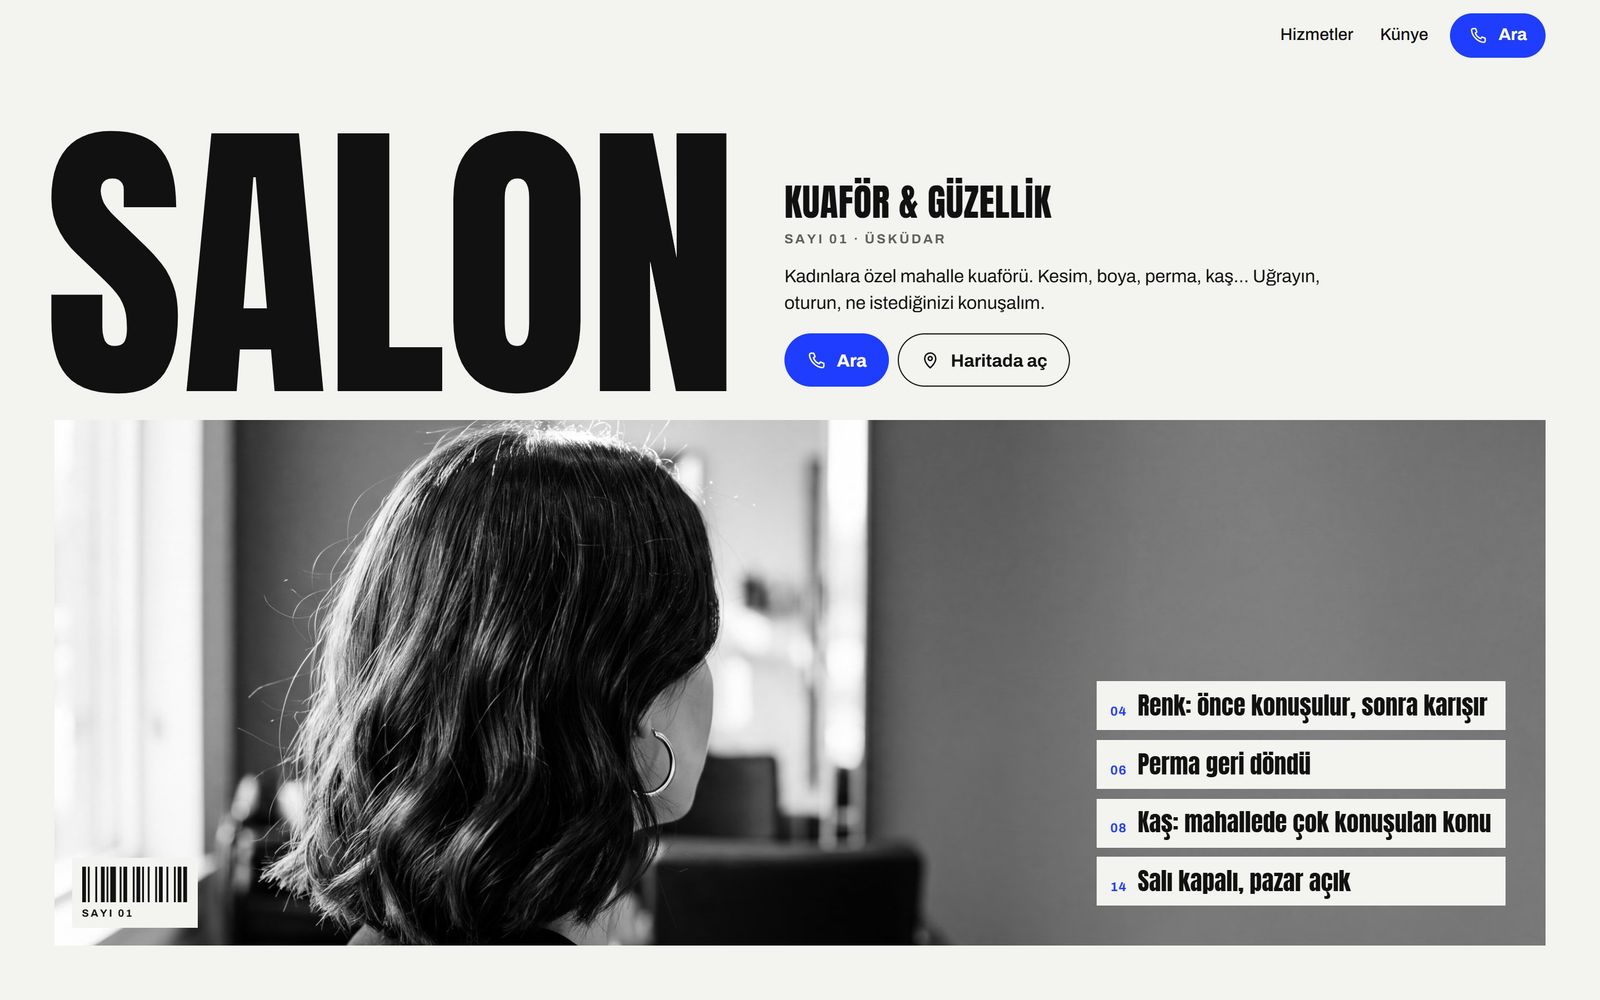 Hizmetler Künye Ara
SALON
KUAFÖR & GÜZELLİK
SAYI 01 · ÜSKÜDAR
Kadınlara özel mahalle kuaförü. Kesim, boya, perma, kaş… Uğrayın,
oturun, ne istediğinizi konuşalım.
Ara Haritada aç
04 Renk: önce konuşulur, sonra karışır
06 Perma geri döndü
08 Kaş: mahallede çok konuşulan konu
14 Salı kapalı, pazar açık
SAYI 01